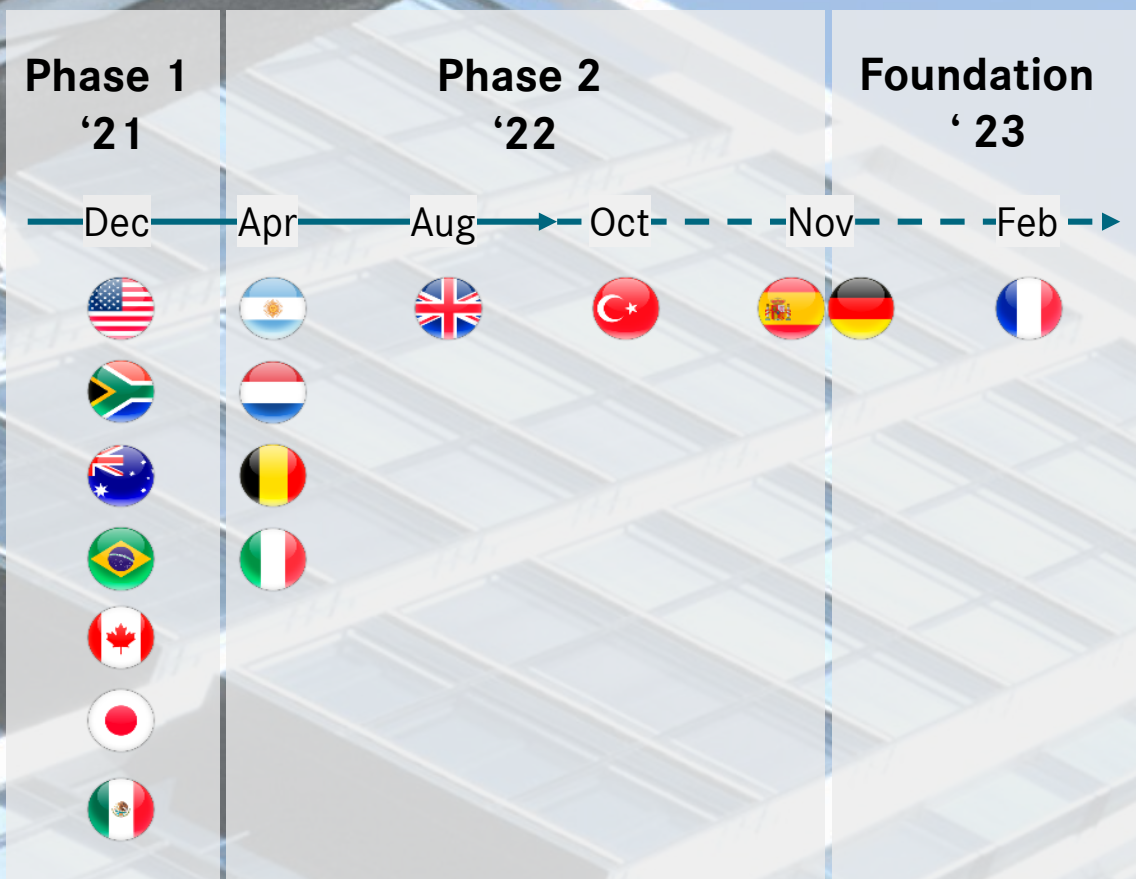 Phase 1
‘21
Phase 2
‘22
Foundation
‘ 23
Dec
Apr
Aug
Oct
Nov
Feb